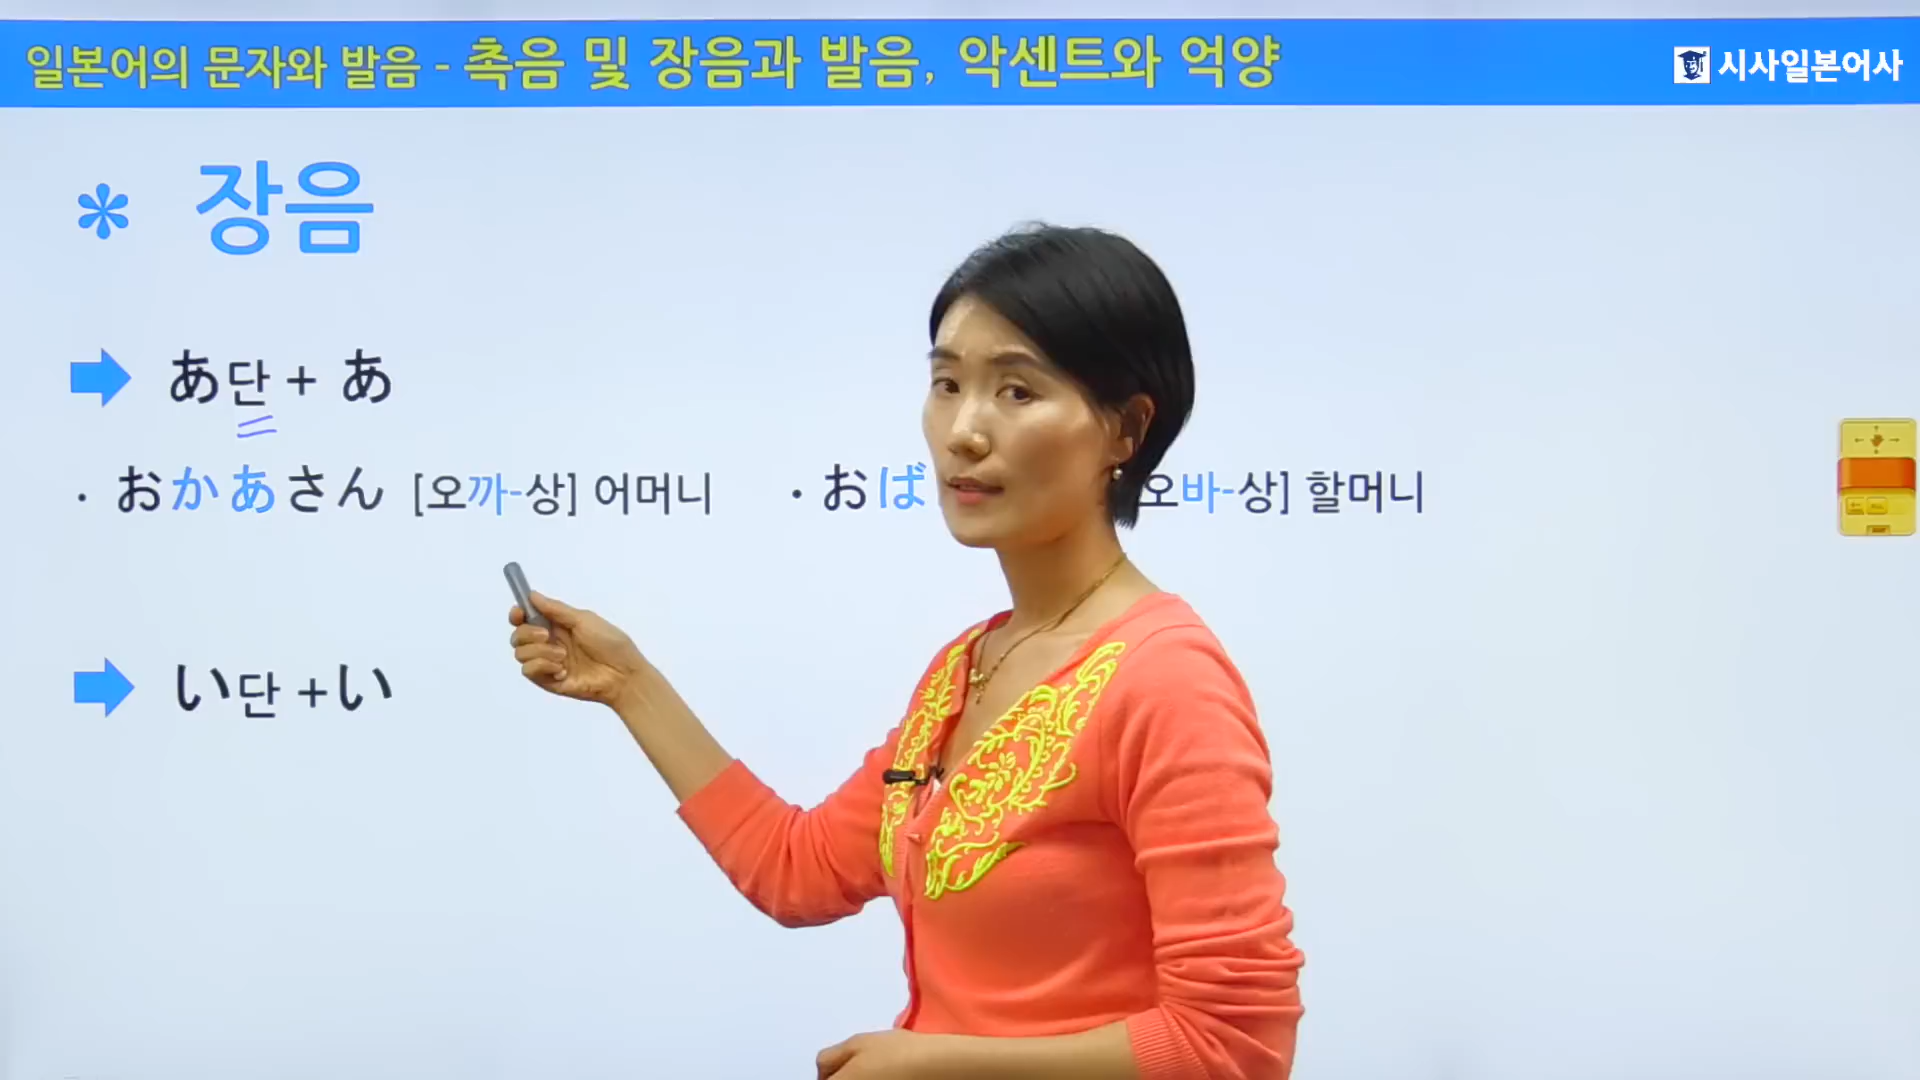 일본어의 문자와 발음 - 촉음 및 장음과 발음, 악센트와 억양
시사일본어사
* 장음
あ단 + あ
· おかあさん [오까-상] 어머니 · おば 오바-상] 할머니
い단 +い